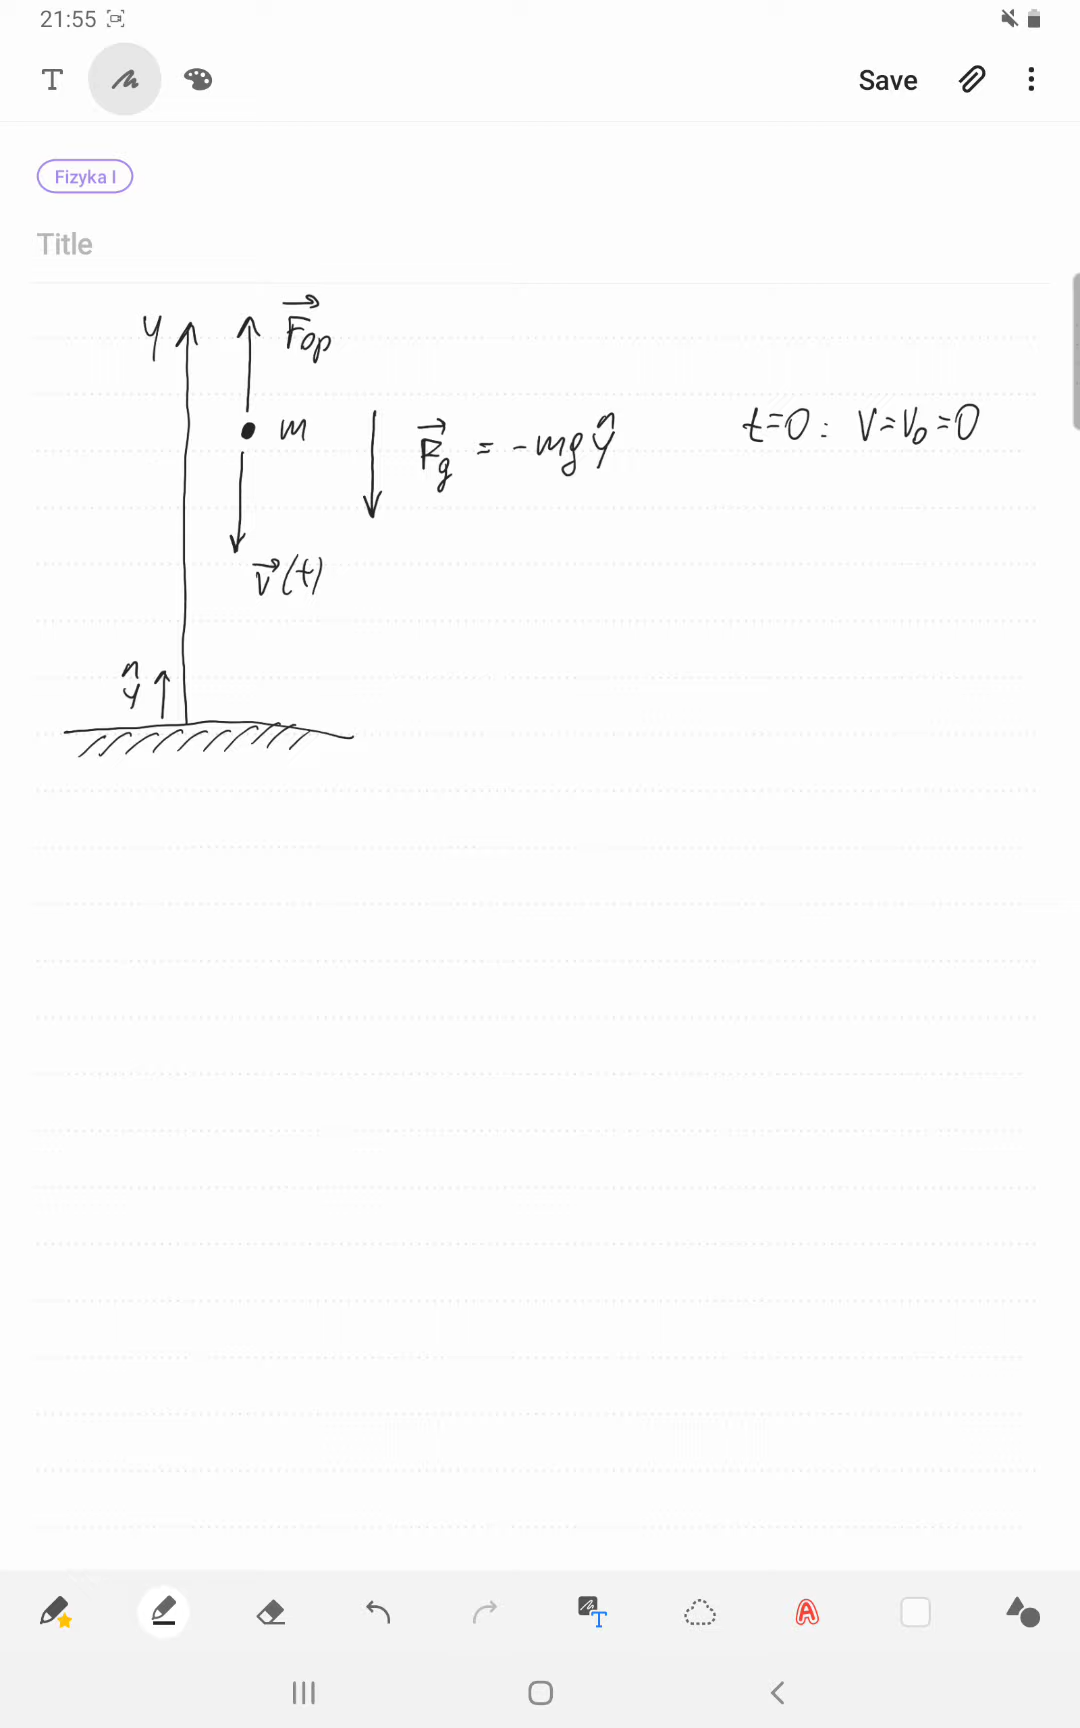 21:55
T
Save
Fizyka I
Title
y
F⃗op
m
F⃗g = -mg ŷ
t=0 : v=v₀=0
v⃗(t)
ŷ
T
A